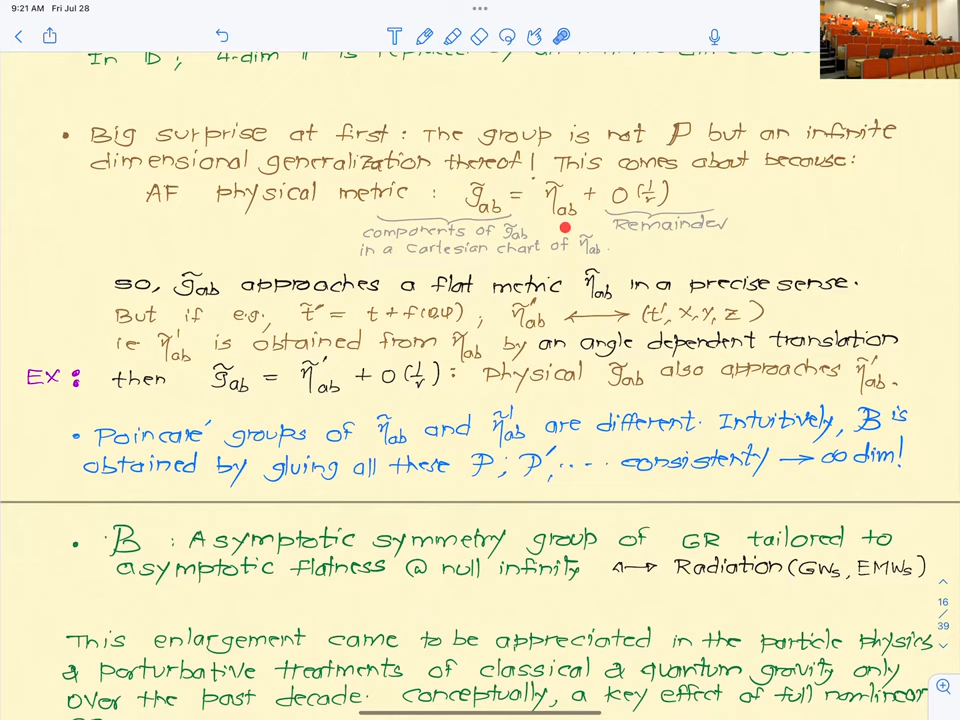 9:21 AM Fri Jul 28
In D; 4-dim
• Big surprise at first: The group is not P but an infinite
dimensional generalization thereof! This comes about because:
AF physical metric : g̃ab = η̃ab + O(1/r)
components of g̃ab
Remainder
in a Cartesian chart of η̃ab.
so, g̃ab approaches a flat metric η̃ab in a precise sense.
But if e.g., t̃' = t + f(θ,φ) ; η̃'ab ⟷ (t', x, y, z)
ie η̃'ab is obtained from η̃ab by an angle dependent translation
EX: then g̃ab = η̃'ab + O(1/r): Physical g̃ab also approaches η̃'ab.
• Poincare' groups of η̃ab and η̃'ab are different. Intuitively, B is
obtained by gluing all these P, P', .... consistently → ∞ dim!
• B : Asymptotic symmetry group of GR tailored to
asymptotic flatness @ null infinity ⟷ Radiation (GWs, EMWs)
16
/
39
This enlargement came to be appreciated in the particle physics
& porturbative treatments of classical & quantum gravity only
over the past decade. conceptually, a key effect of full nonlinear